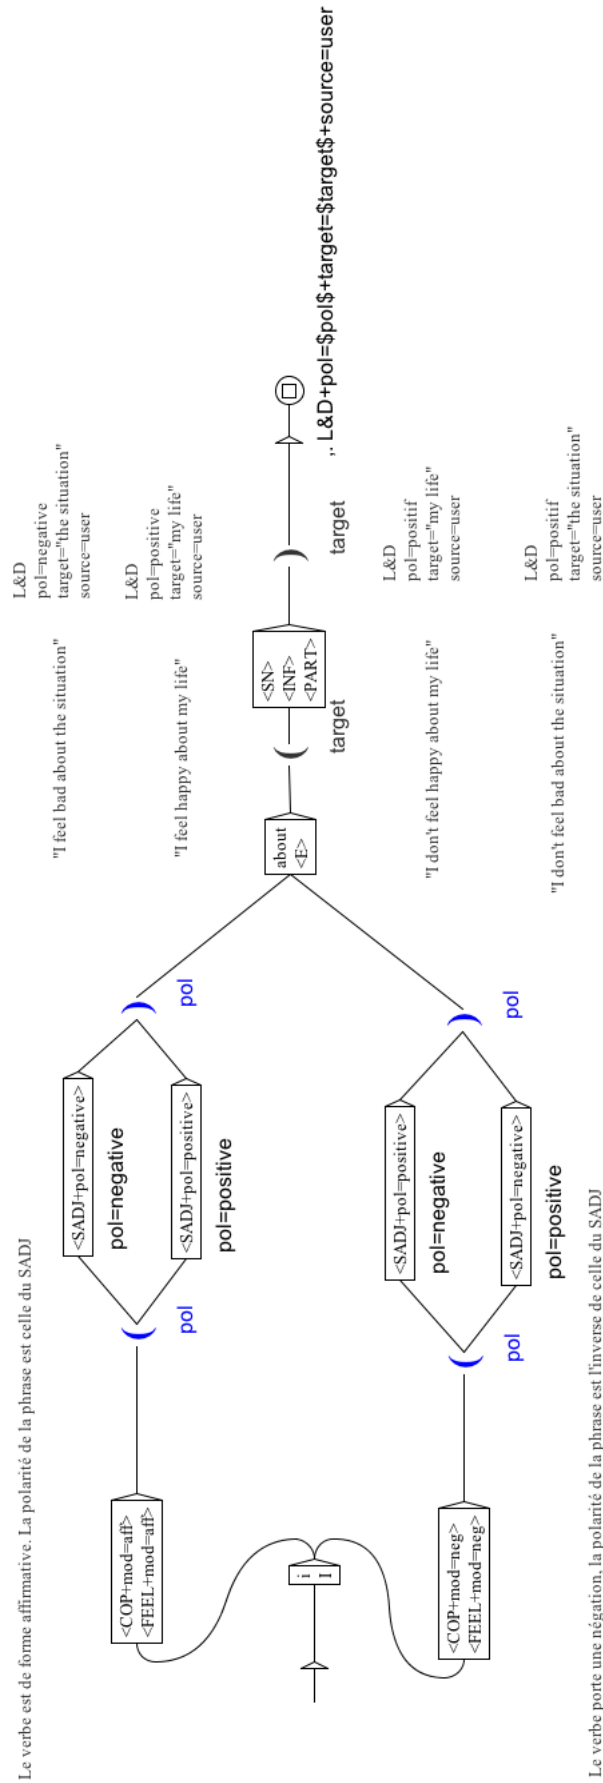 Le verbe est de forme affirmative. La polarité de la phrase est celle du SADJ
<COP+mod=aff>
<FEEL+mod=aff>
pol
<SADJ+pol=negative>
pol=negative
<SADJ+pol=positive>
pol=positive
pol
"I feel bad about the situation"
L&D
pol=negative
target="the situation"
source=user
"I feel happy about my life"
L&D
pol=positive
target="my life"
source=user
i
I
about
<E>
target
<SN>
<INF>
<PART>
target
,. L&D+pol=$pol$+target=$target$+source=user
<COP+mod=neg>
<FEEL+mod=neg>
pol
<SADJ+pol=positive>
pol=negative
<SADJ+pol=negative>
pol=positive
pol
"I don't feel happy about my life"
L&D
pol=positif
target="my life"
source=user
"I don't feel bad about the situation"
L&D
pol=positif
target="the situation"
source=user
Le verbe porte une négation, la polarité de la phrase est l'inverse de celle du SADJ